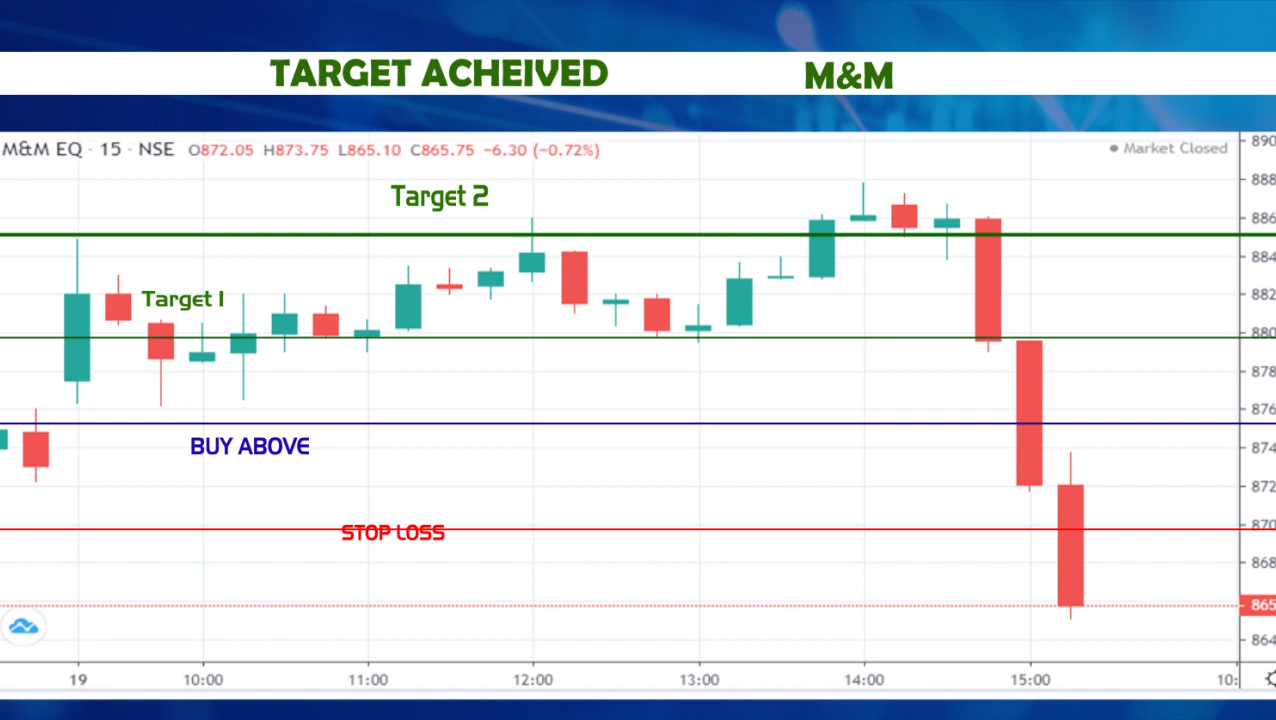 TARGET ACHEIVED M&M
M&M EQ · 15 · NSE O872.05 H873.75 L865.10 C865.75 −6.30 (−0.72%)
Market Closed
890
Target 2
888
886
884
Target 1
882
880
878
876
BUY ABOVE
874
872
STOP LOSS
870
868
865
864
19 10:00 11:00 12:00 13:00 14:00 15:00 10: